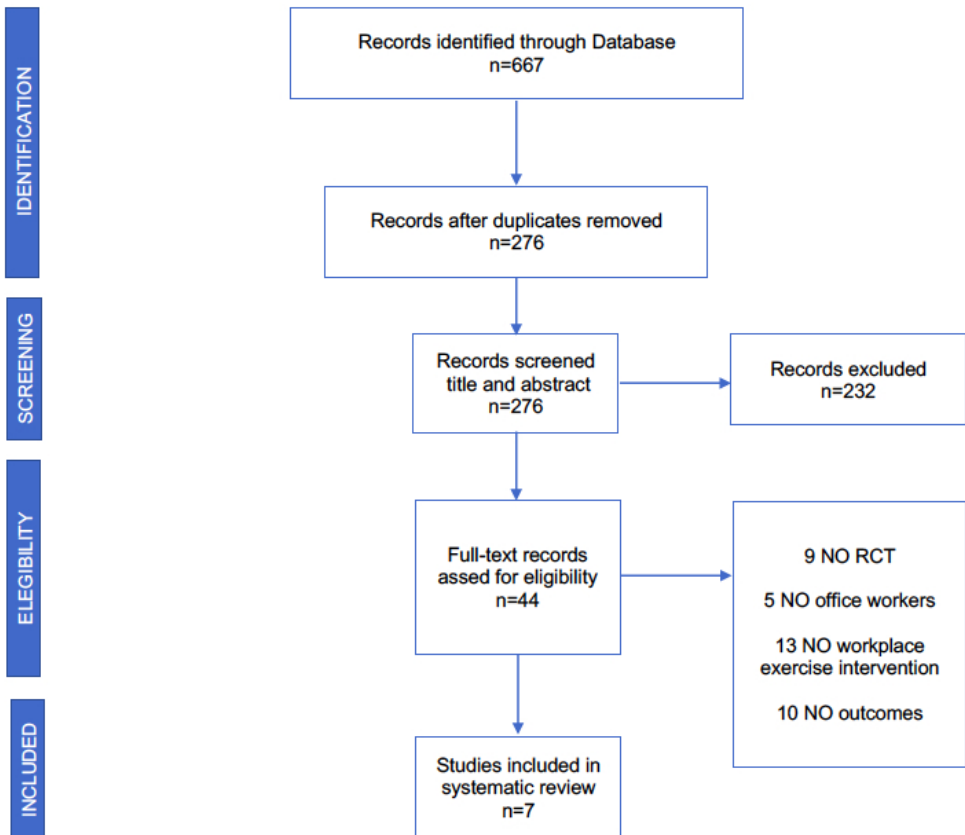 IDENTIFICATION
Records identified through Database
n=667
Records after duplicates removed
n=276
SCREENING
Records screened
title and abstract
n=276
Records excluded
n=232
ELEGIBILITY
Full-text records
assed for eligibility
n=44
9 NO RCT
5 NO office workers
13 NO workplace
exercise intervention
10 NO outcomes
INCLUDED
Studies included in
systematic review
n=7